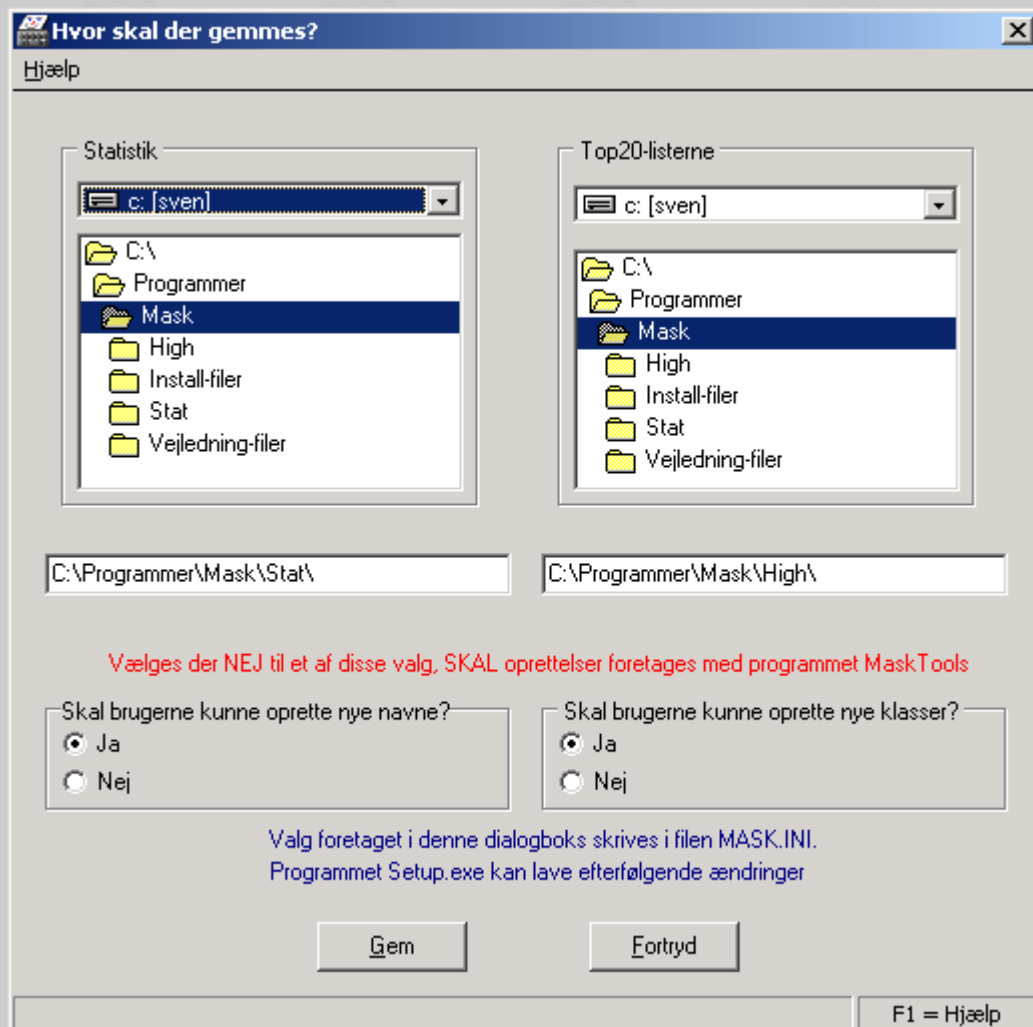 Hvor skal der gemmes?
Hjælp
Statistik
c: [sven]
C:\
Programmer
Mask
High
Install-filer
Stat
Vejledning-filer
Top20-listerne
c: [sven]
C:\
Programmer
Mask
High
Install-filer
Stat
Vejledning-filer
C:\Programmer\Mask\Stat\
C:\Programmer\Mask\High\
Vælges der NEJ til et af disse valg, SKAL oprettelser foretages med programmet MaskTools
Skal brugerne kunne oprette nye navne?
Ja
Nej
Skal brugerne kunne oprette nye klasser?
Ja
Nej
Valg foretaget i denne dialogboks skrives i filen MASK.INI.
Programmet Setup.exe kan lave efterfølgende ændringer
Gem
Fortryd
F1 = Hjælp